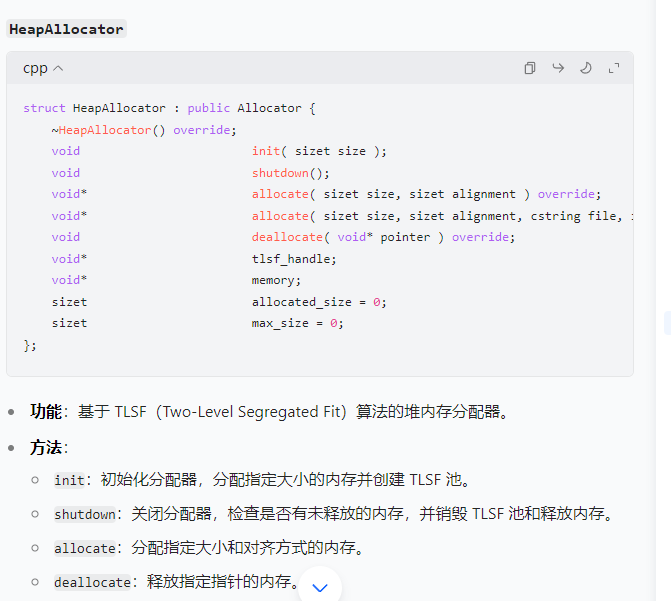 HeapAllocator
cpp
struct HeapAllocator : public Allocator {
~HeapAllocator() override;
void init( sizet size );
void shutdown();
void* allocate( sizet size, sizet alignment ) override;
void* allocate( sizet size, sizet alignment, cstring file,
void deallocate( void* pointer ) override;
void* tlsf_handle;
void* memory;
sizet allocated_size = 0;
sizet max_size = 0;
};
功能：基于 TLSF（Two-Level Segregated Fit）算法的堆内存分配器。
方法：
init：初始化分配器，分配指定大小的内存并创建 TLSF 池。
shutdown：关闭分配器，检查是否有未释放的内存，并销毁 TLSF 池和释放内存。
allocate：分配指定大小和对齐方式的内存。
deallocate：释放指定指针的内存。